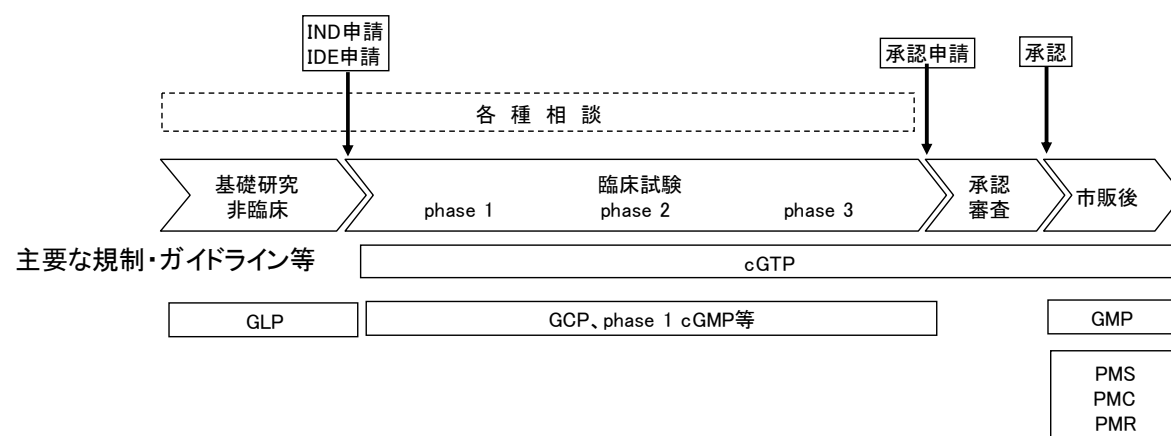 IND申請
IDE申請
承認申請
承認
各 種 相 談
基礎研究
非臨床
臨床試験
phase 1
phase 2
phase 3
承認
審査
市販後
主要な規制・ガイドライン等
cGTP
GLP
GCP、phase 1 cGMP等
GMP
PMS
PMC
PMR